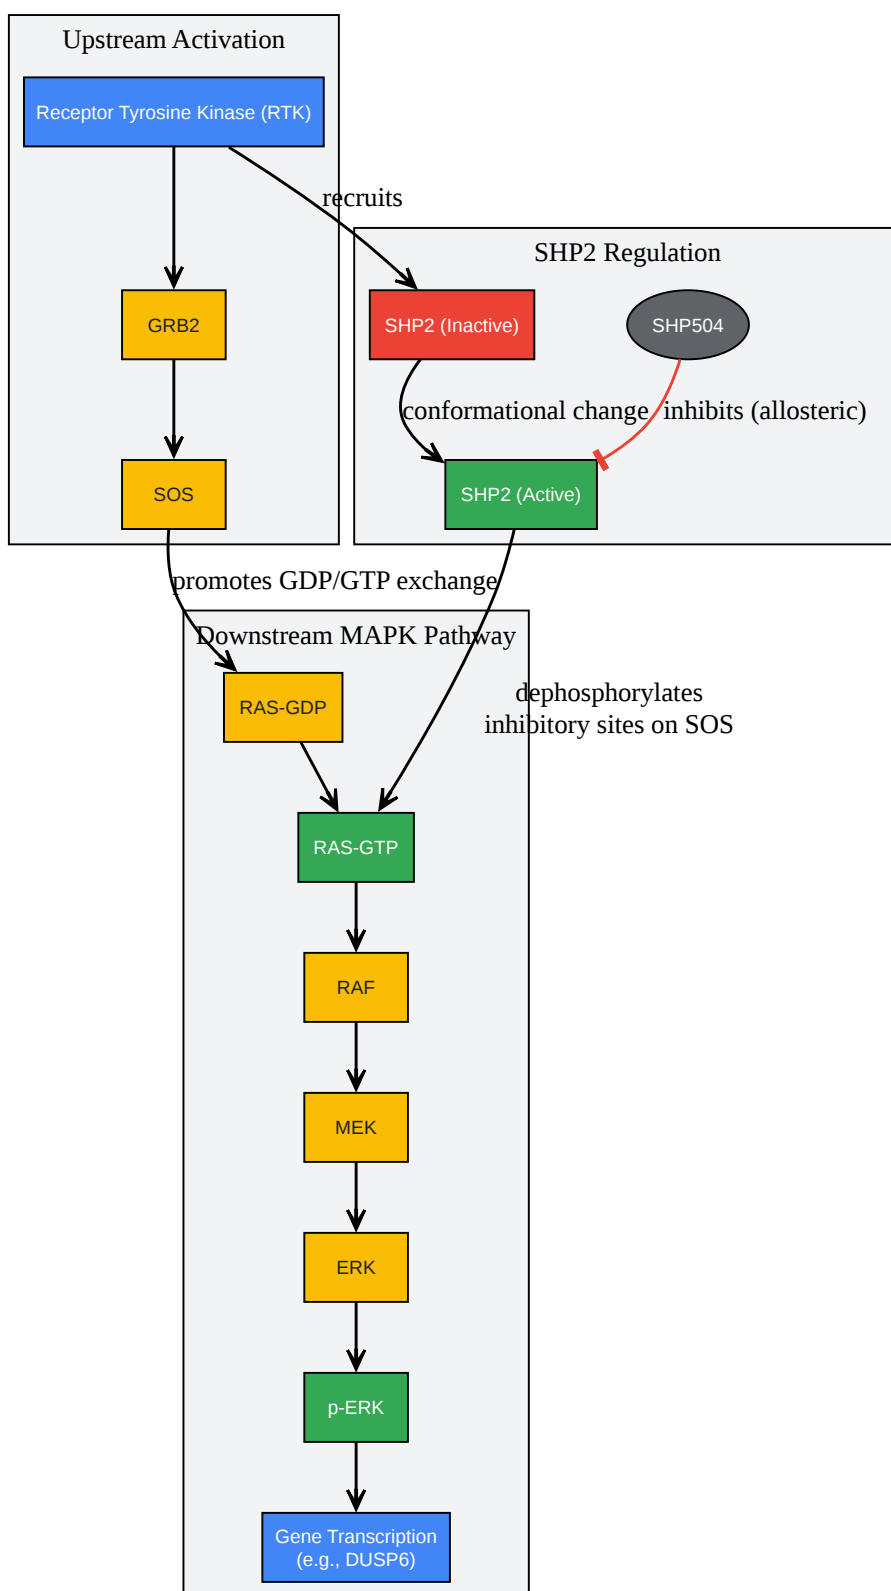 Upstream Activation
Receptor Tyrosine Kinase (RTK)
recruits
SHP2 Regulation
GRB2
SHP2 (Inactive)
SHP504
conformational change
inhibits (allosteric)
SOS
SHP2 (Active)
promotes GDP/GTP exchange
Downstream MAPK Pathway
RAS-GDP
dephosphorylates
inhibitory sites on SOS
RAS-GTP
RAF
MEK
ERK
p-ERK
Gene Transcription
(e.g., DUSP6)